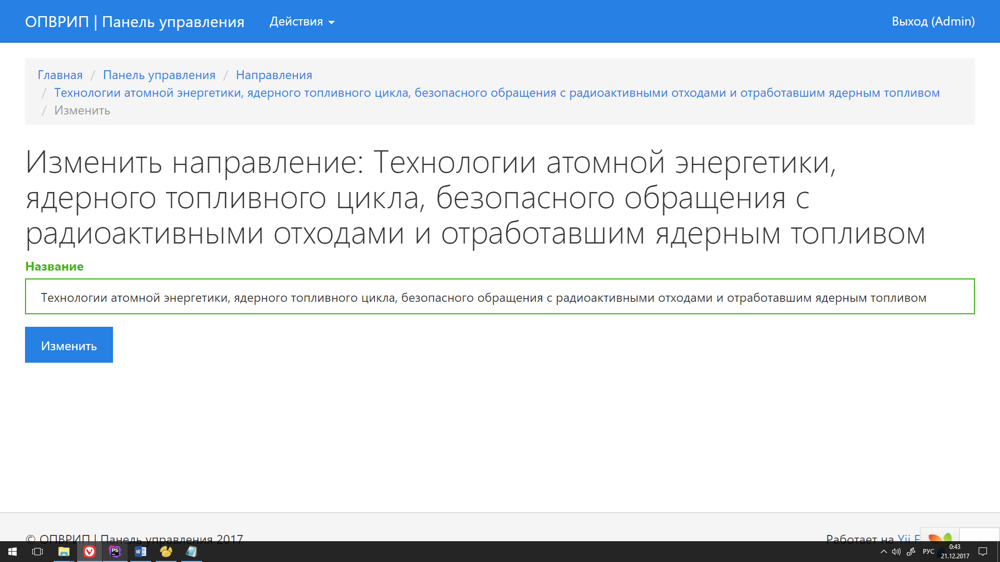 ОПВРИП | Панель управления Действия Выход (Admin)
Главная / Панель управления / Направления
/ Технологии атомной энергетики, ядерного топливного цикла, безопасного обращения с радиоактивными отходами и отработавшим ядерным топливом
/ Изменить
Изменить направление: Технологии атомной энергетики,
ядерного топливного цикла, безопасного обращения с
радиоактивными отходами и отработавшим ядерным топливом
Название
Технологии атомной энергетики, ядерного топливного цикла, безопасного обращения с радиоактивными отходами и отработавшим ядерным топливом
Изменить
© ОПВРИП | Панель управления 2017 Работает на Yii F
PS W РУС 0:43
21.12.2017